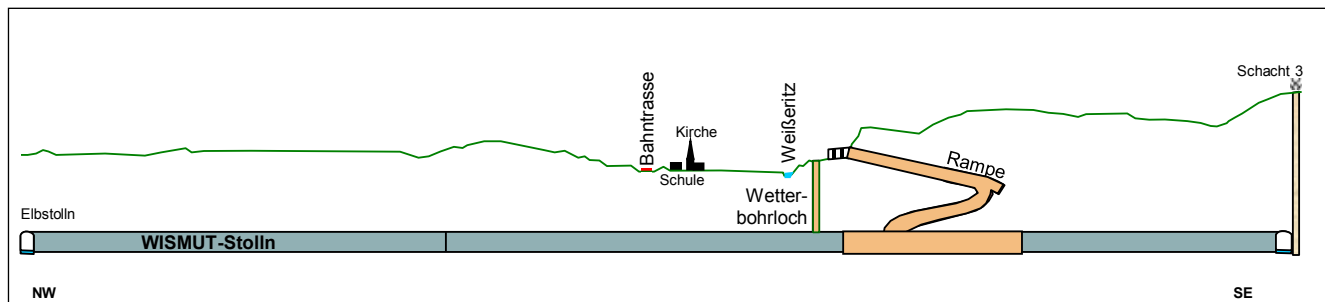 Schacht 3
Bahntrasse
Kirche
Weißeritz
Schule
Rampe
Wetter-
bohrloch
Elbstolln
WISMUT-Stolln
NW
SE